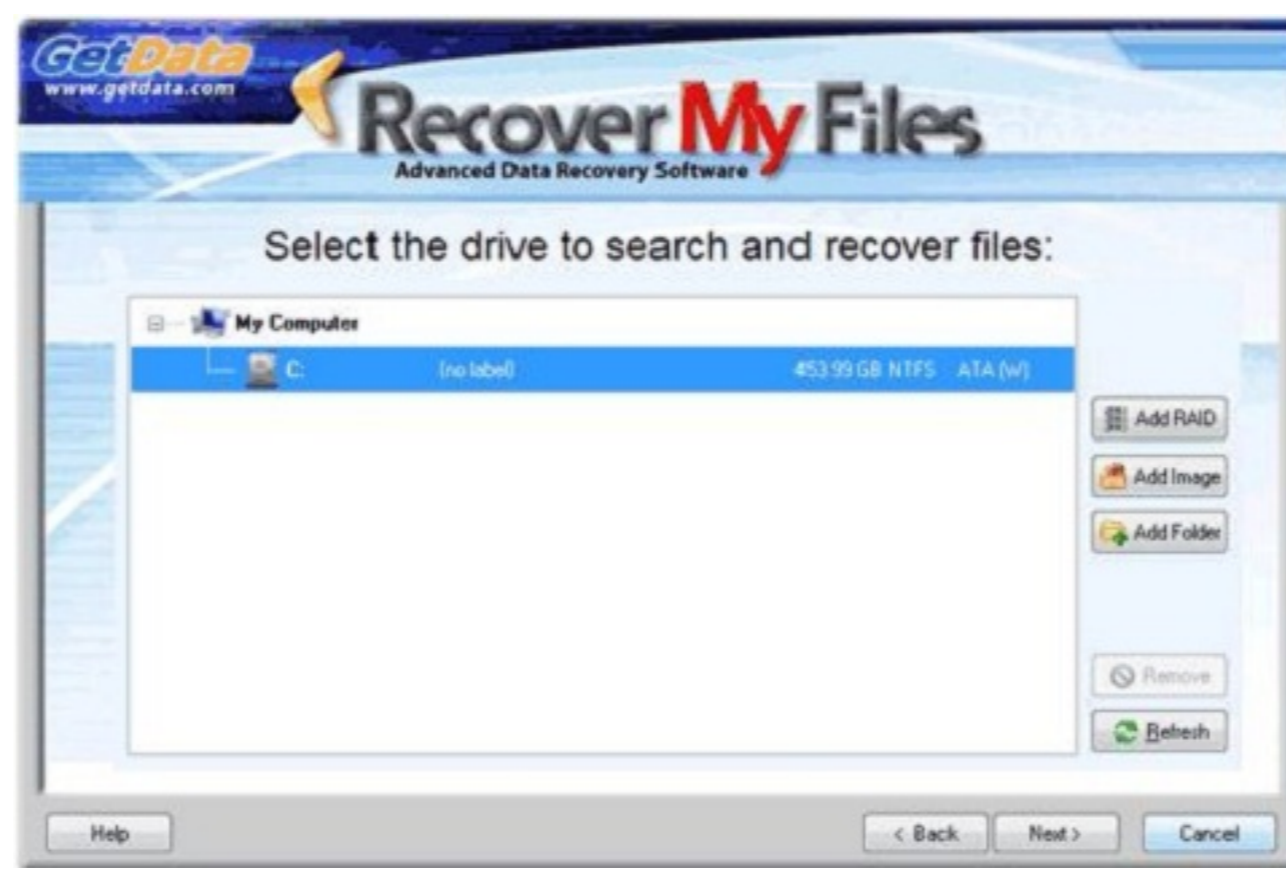 GetData
www.getdata.com
Recover My Files
Advanced Data Recovery Software
Select the drive to search and recover files:
My Computer
C: (no label) 453.99 GB NTFS ATA (W)
Add RAID
Add Image
Add Folder
Remove
Refresh
Help
< Back
Next >
Cancel